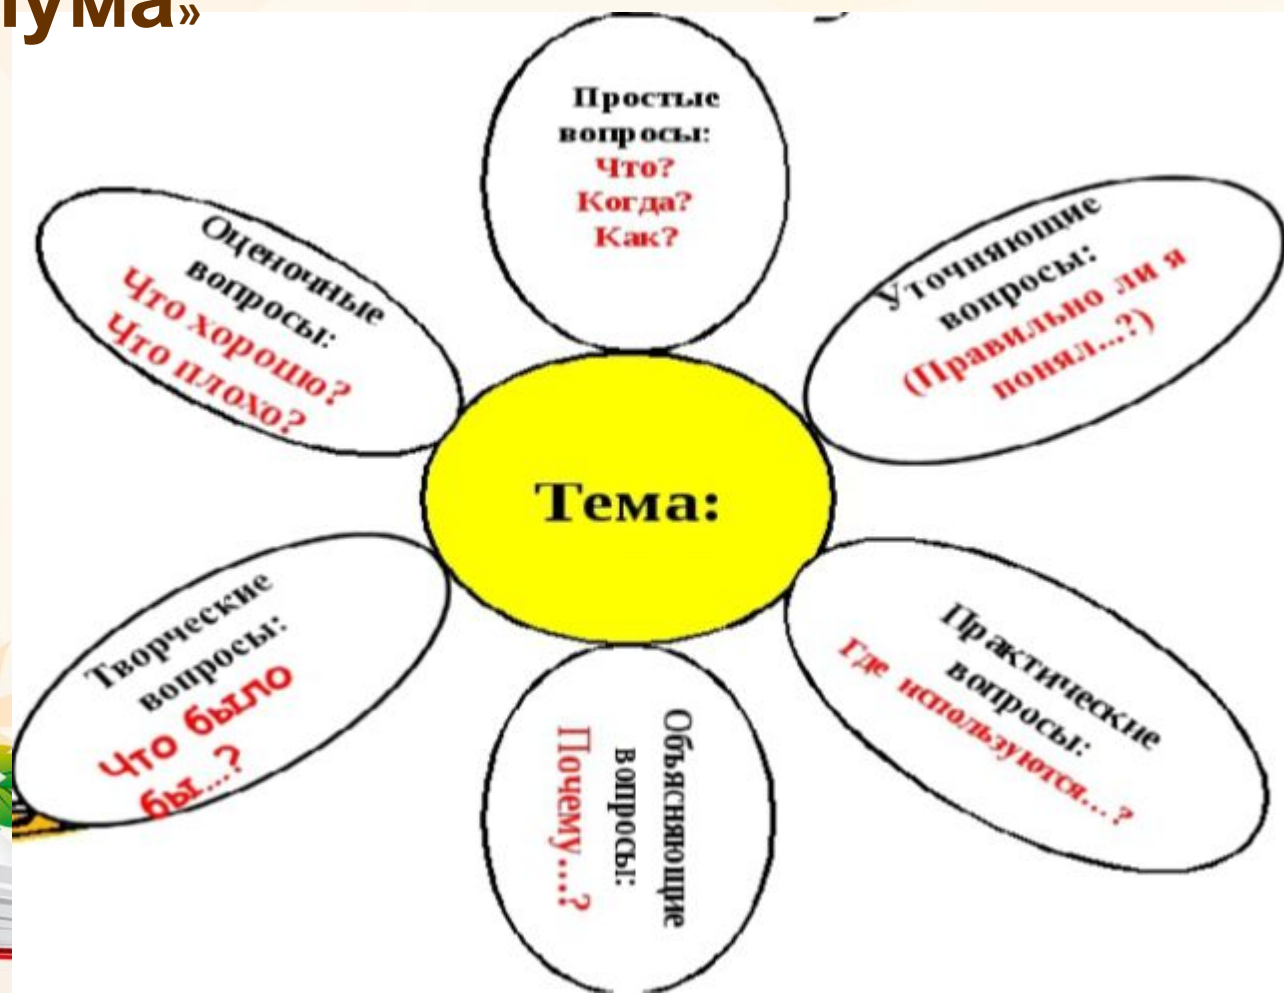 Простые
вопросы:
Что?
Когда?
Как?
Уточняющие
вопросы:
(Правильно ли я
понял...?)
Практические
вопросы:
Где используются...?
Объясняющие
вопросы:
Почему....?
Творческие
вопросы:
Что было
бы...?
Оценочные
вопросы:
Что хорошо?
Что плохо?
Тема: